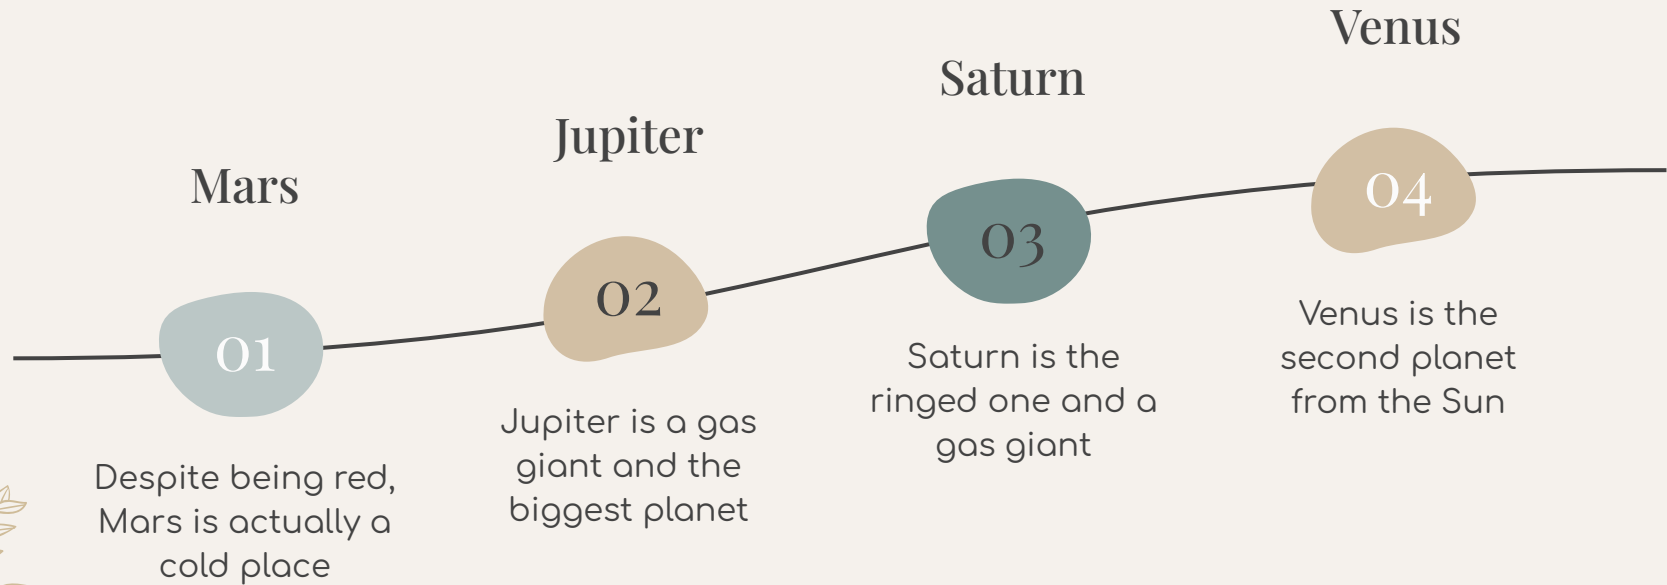 Mars
01
Despite being red,
Mars is actually a
cold place
Jupiter
02
Jupiter is a gas
giant and the
biggest planet
Saturn
03
Saturn is the
ringed one and a
gas giant
Venus
04
Venus is the
second planet
from the Sun